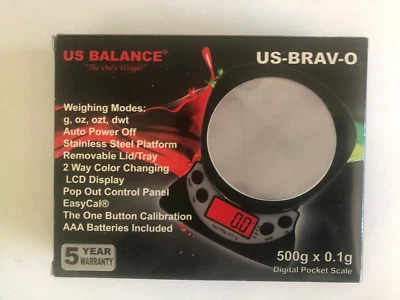 US BALANCE®
"The Only Weigh!"
US-BRAV-O
Weighing Modes:
g, oz, ozt, dwt
Auto Power Off
Stainless Steel Platform
Removable Lid/Tray
2 Way Color Changing
LCD Display
Pop Out Control Panel
EasyCal®
The One Button Calibration
AAA Batteries Included
5 YEAR
WARRANTY
00
500g x 0.1g
Digital Pocket Scale